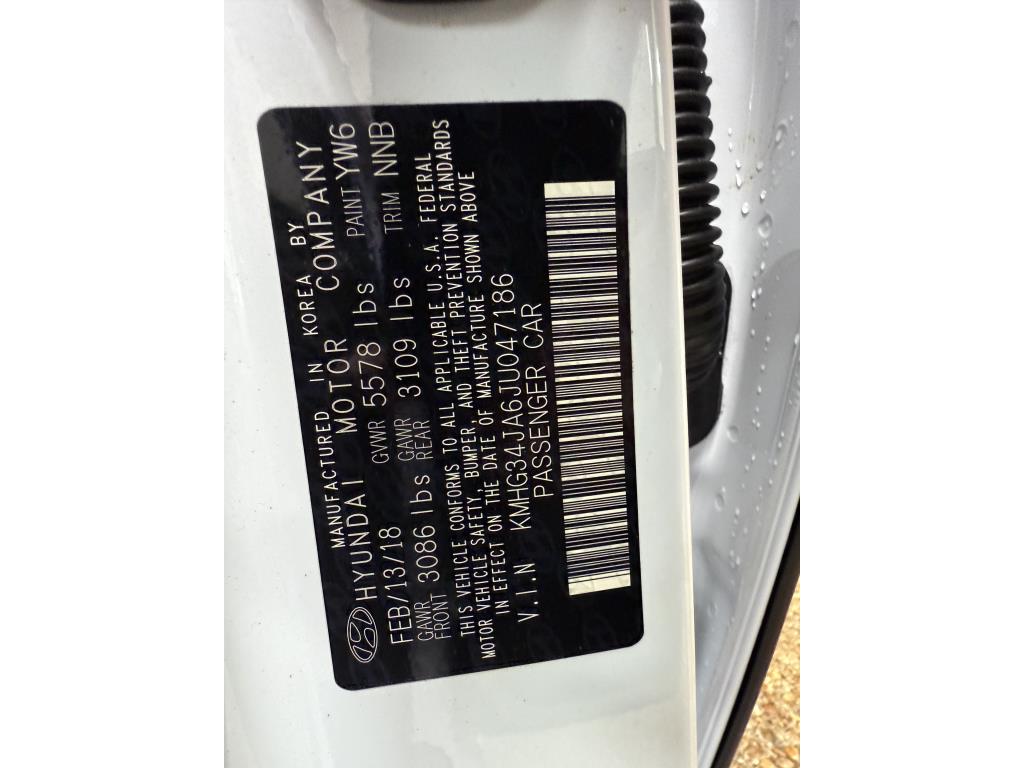 MANUFACTURED IN KOREA BY
HYUNDAI MOTOR COMPANY
FEB/13/18 GVWR 5578 lbs PAINT YW6
GAWR FRONT 3086 lbs GAWR REAR 3109 lbs TRIM NNB
THIS VEHICLE CONFORMS TO ALL APPLICABLE U.S.A. FEDERAL
MOTOR VEHICLE SAFETY, BUMPER, AND THEFT PREVENTION STANDARDS
IN EFFECT ON THE DATE OF MANUFACTURE SHOWN ABOVE
V.I.N KMHG34JA6JU047186
PASSENGER CAR